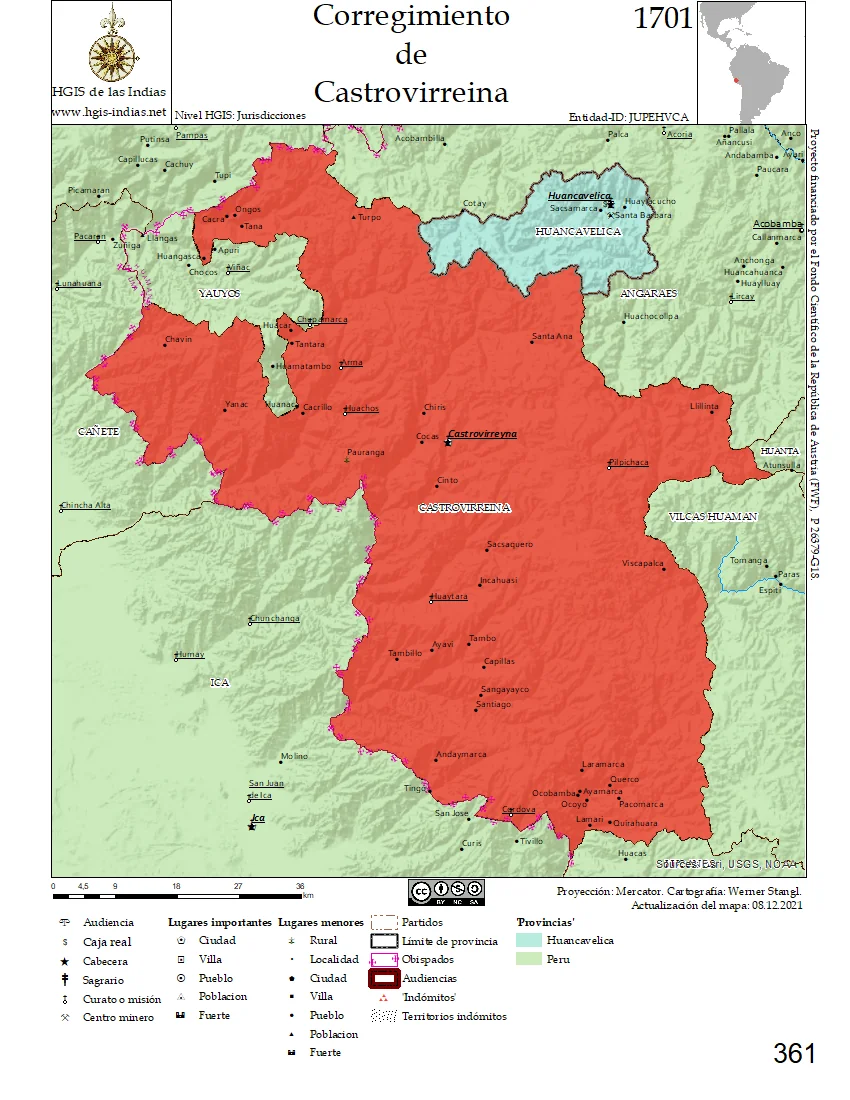 Corregimiento
de
Castrovirreina
1701
HGIS de las Indias
www.hgis-indias.net
Nivel HGIS: Jurisdicciones
Entidad-ID: JUPEHVCA
Putinsa
Pampas
Acobambilla
Palca
Acoria
Pallala
Anco
Añancusi
Capillucas
Cachuy
Andabamba
Tupi
Paucara
Picamaran
Cotay
Huancavelica
Huaylacucho
Sacsamarca
Santa Barbara
Ongos
Cacra
Tana
Turpo
Acobamba
Callanmarca
HUANCAVELICA
Pacaran
Zuñiga
Llangas
Apuri
Huangasca
Viñac
Chocos
Anchonga
Huancahuanca
Huaylluay
Lircay
Lunahuana
YAUYOS
ANGARAES
Huachocollpa
Chupamarca
Huacar
Chavin
Tantara
Santa Ana
Huamatambo
Arma
Yanac
Huanac
Cacrillo
Huachos
Chiris
Llillinta
CAÑETE
Cocas
Castrovirreyna
HUANTA
Pauranga
Pilpichaca
Atunsulla
Cinto
Chincha Alta
CASTROVIRREINA
VILCAS HUAMAN
Sacsaquero
Viscapalca
Tomanga
Paras
Espiti
Incahuasi
Huaytara
Chunchanga
Humay
Ayavi
Tambo
Tambillo
Capillas
ICA
Sangayayco
Santiago
Molino
Andaymarca
Laramarca
San Juan
de Ica
Tingo
Querco
Ocobamba
Ayamarca
Ocoyo
Pacomarca
Ica
San Jose
Cordova
Lamari
Quirahuara
Curis
Tivillo
Huacas
Sources: Esri, USGS, NOAA
Proyecto financiado por el Fondo Científico de la República de Austria (FWF), P 26379-G18.
0 4,5 9 18 27 36
km
CC BY NC SA
Proyección: Mercator. Cartografía: Werner Stangl.
Actualización del mapa: 08.12.2021
Audiencia
Caja real
Cabecera
Sagrario
Curato o misión
Centro minero
Lugares importantes
Ciudad
Villa
Pueblo
Poblacion
Fuerte
Lugares menores
Rural
Localidad
Ciudad
Villa
Pueblo
Poblacion
Fuerte
Partidos
Límite de provincia
Obispados
Audiencias
'Indómitos'
Territorios indómitos
'Provincias'
Huancavelica
Peru
361